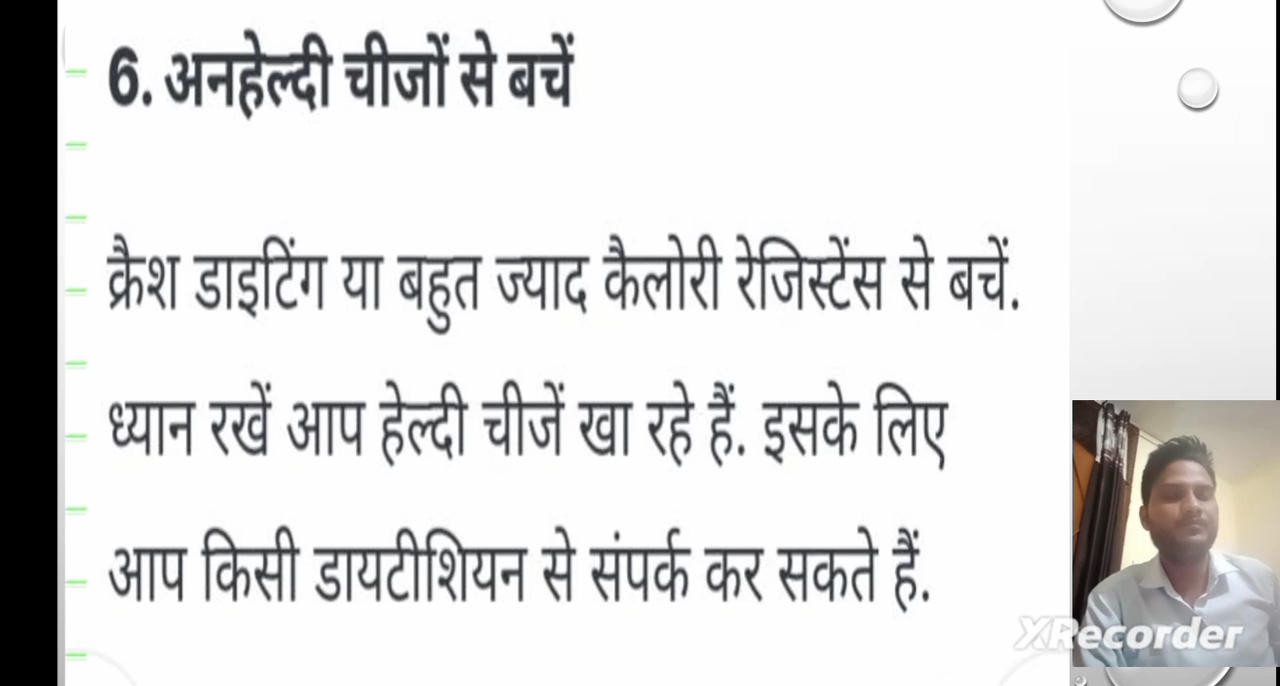 6. अनहेल्दी चीजों से बचें
क्रैश डाइटिंग या बहुत ज्याद कैलोरी रेजिस्टेंस से बचें.
ध्यान रखें आप हेल्दी चीजें खा रहे हैं. इसके लिए
आप किसी डायटीशियन से संपर्क कर सकते हैं.
XRecorder